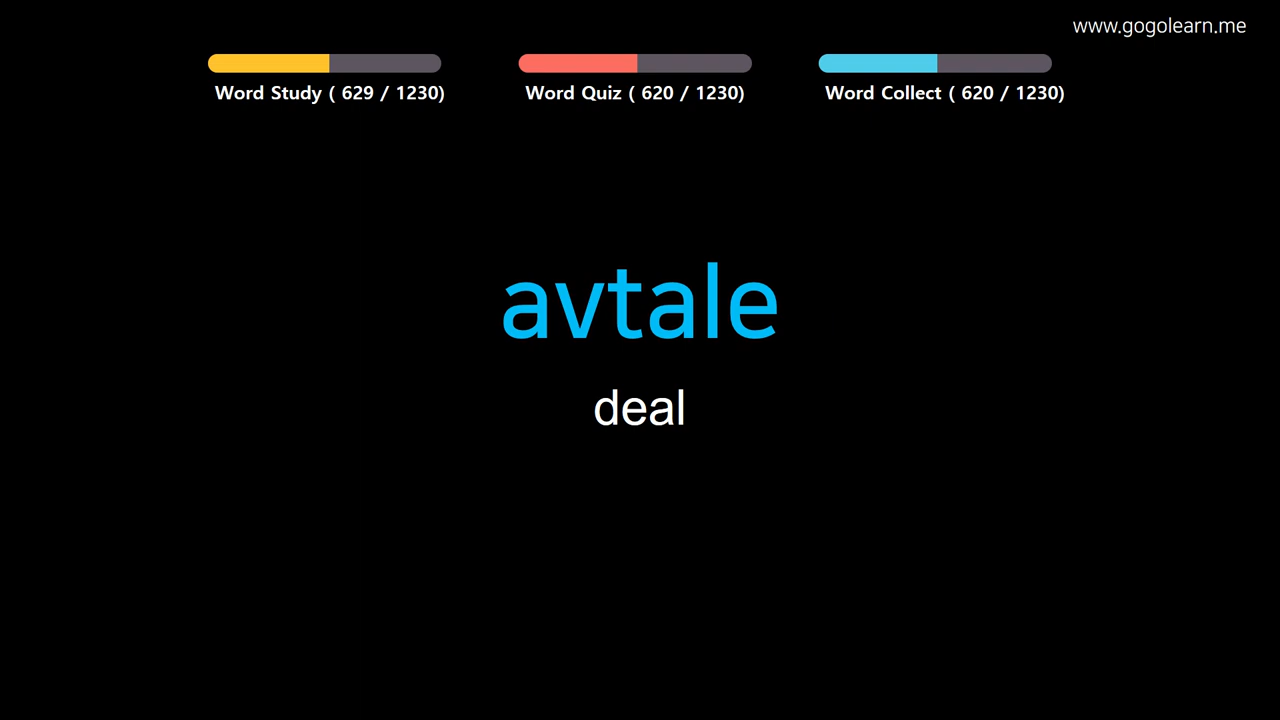 www.gogolearn.me
Word Study ( 629 / 1230)
Word Quiz ( 620 / 1230)
Word Collect ( 620 / 1230)
avtale
deal